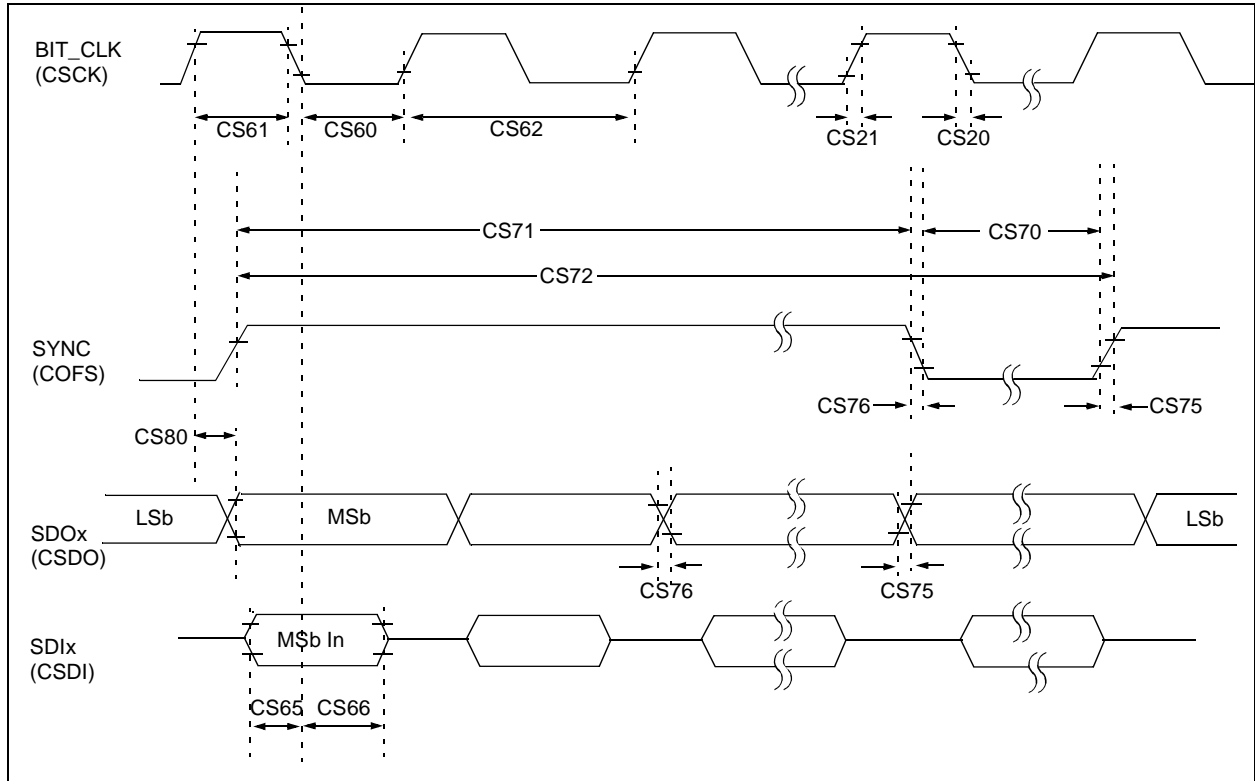 BIT_CLK
(CSCK)
CS61
CS60
CS62
CS21
CS20
CS71
CS70
CS72
SYNC
(COFS)
CS76
CS75
CS80
LSb
MSb
LSb
SDOx
(CSDO)
CS76
CS75
SDIx
(CSDI)
MSb In
CS65
CS66